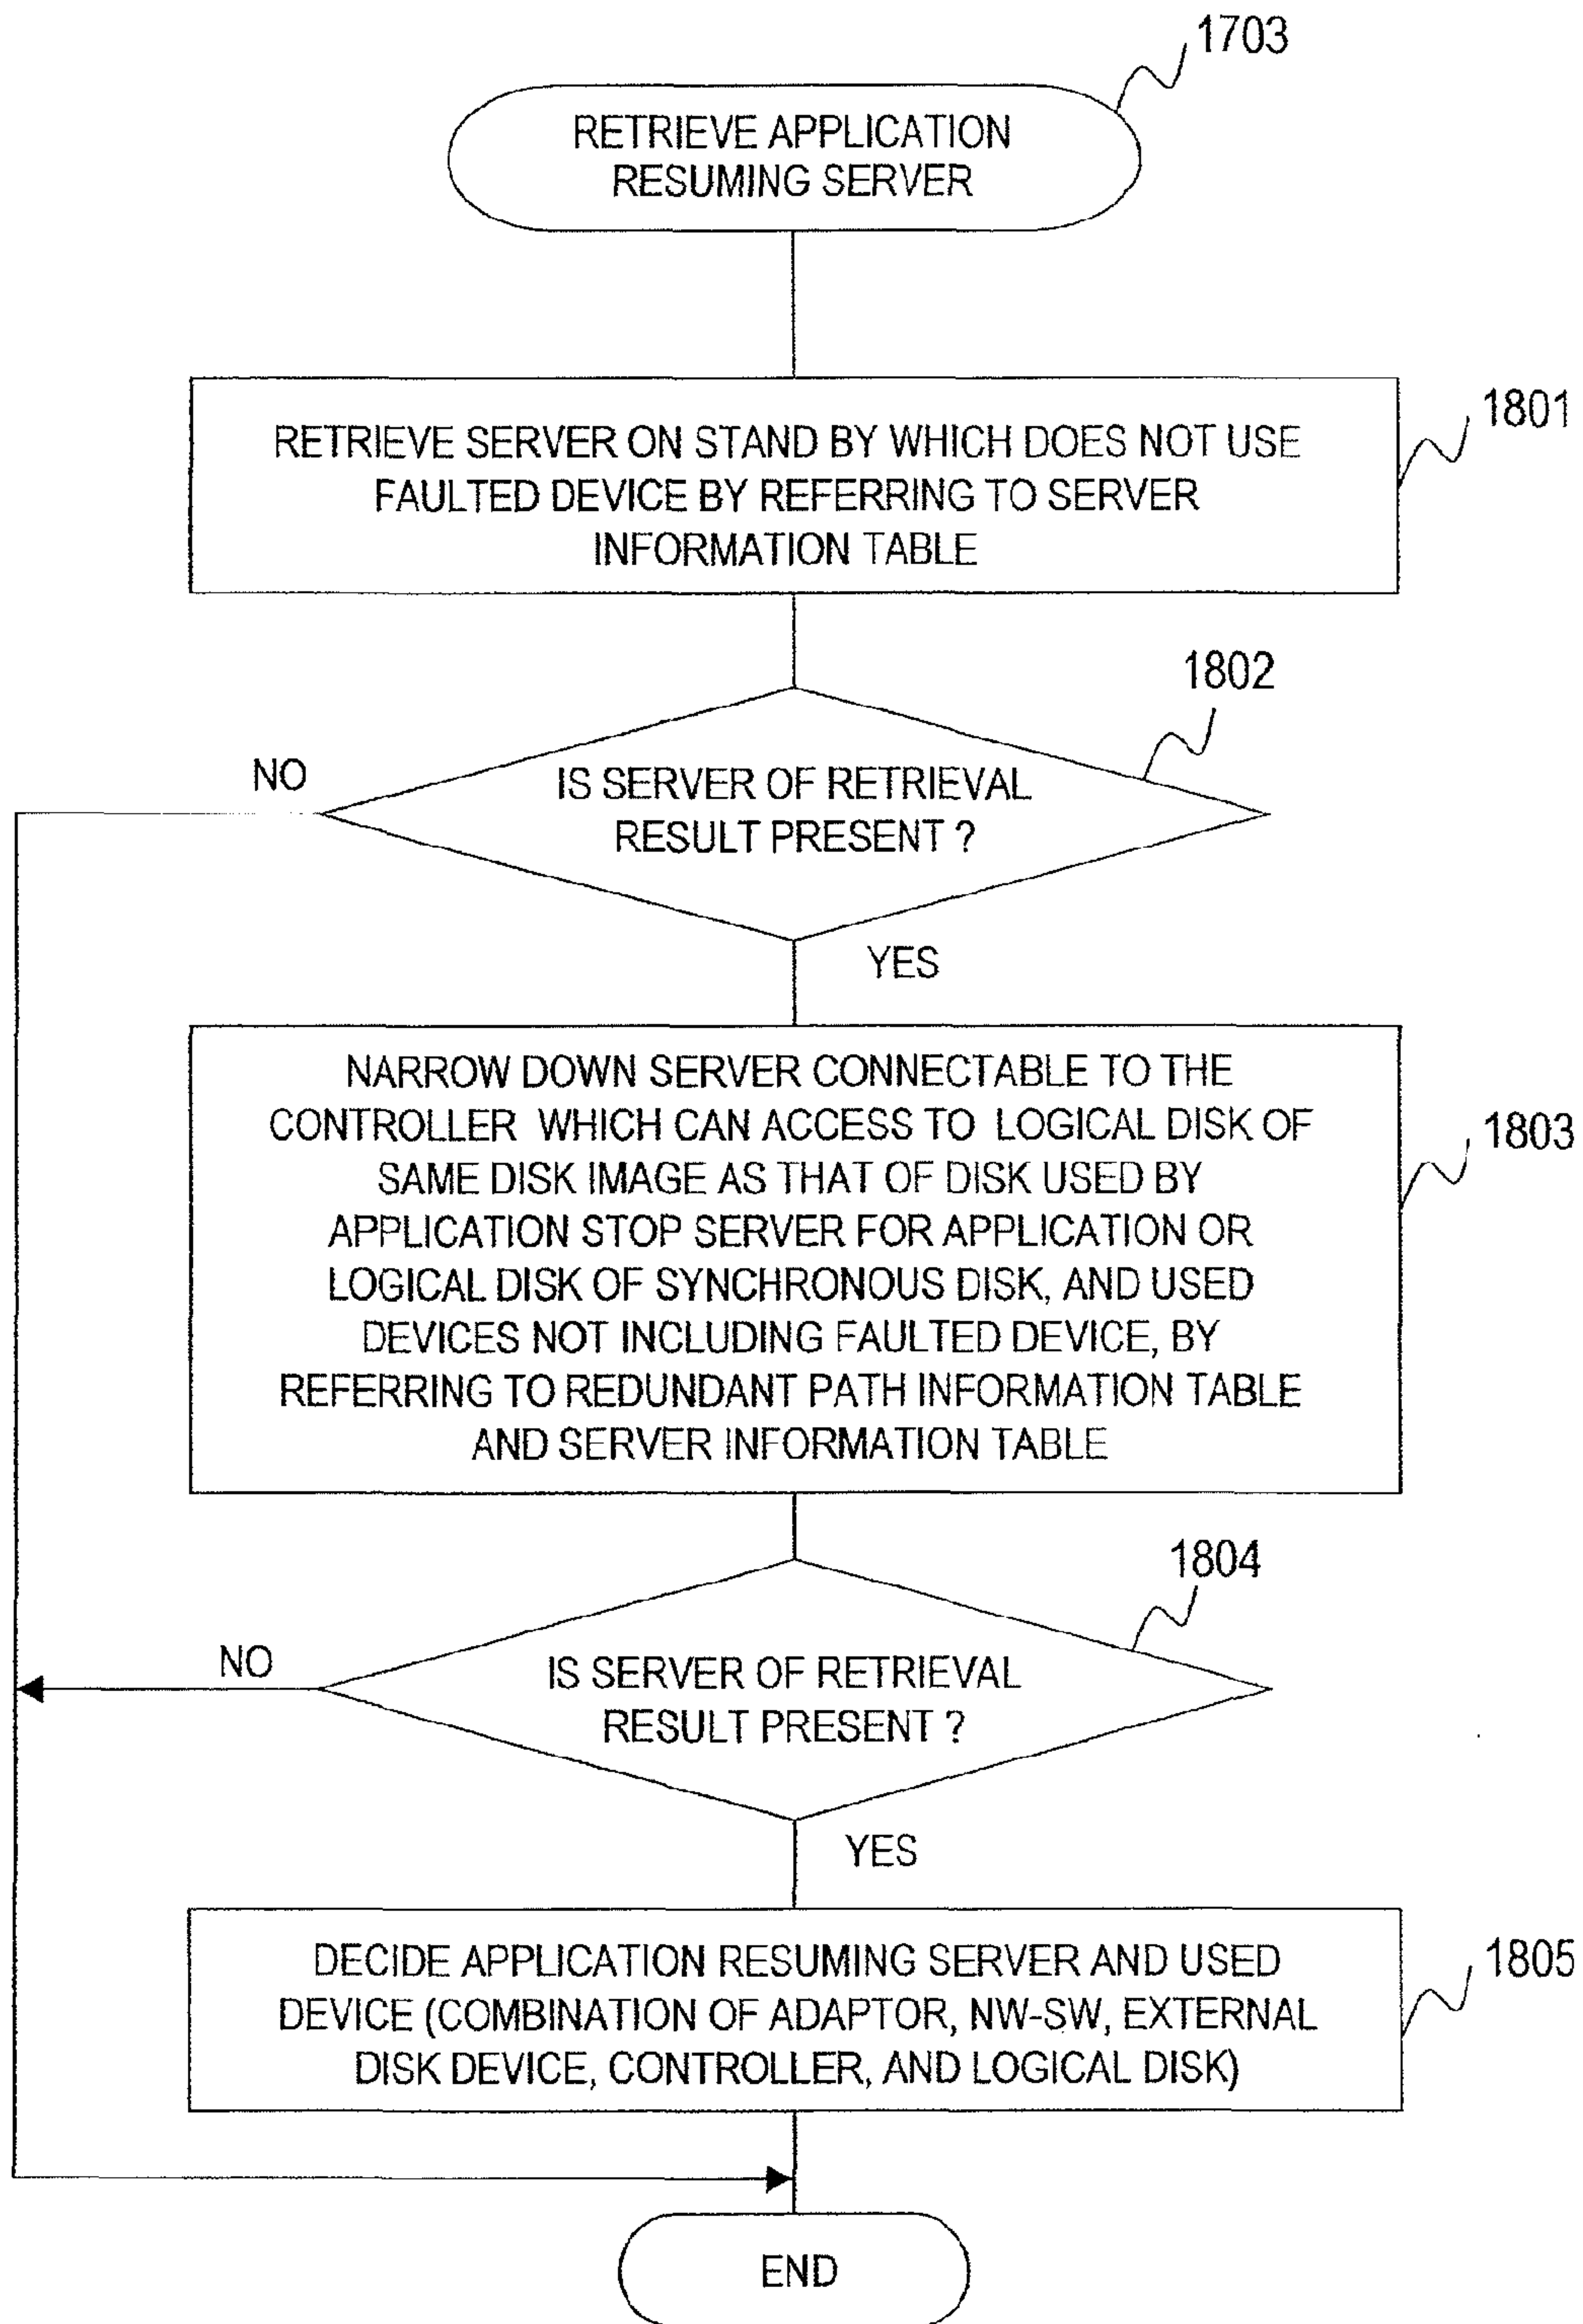 1703
RETRIEVE APPLICATION
RESUMING SERVER
1801
RETRIEVE SERVER ON STAND BY WHICH DOES NOT USE
FAULTED DEVICE BY REFERRING TO SERVER
INFORMATION TABLE
1802
NO
IS SERVER OF RETRIEVAL
RESULT PRESENT ?
YES
1803
NARROW DOWN SERVER CONNECTABLE TO THE
CONTROLLER WHICH CAN ACCESS TO LOGICAL DISK OF
SAME DISK IMAGE AS THAT OF DISK USED BY
APPLICATION STOP SERVER FOR APPLICATION OR
LOGICAL DISK OF SYNCHRONOUS DISK, AND USED
DEVICES NOT INCLUDING FAULTED DEVICE, BY
REFERRING TO REDUNDANT PATH INFORMATION TABLE
AND SERVER INFORMATION TABLE
1804
NO
IS SERVER OF RETRIEVAL
RESULT PRESENT ?
YES
1805
DECIDE APPLICATION RESUMING SERVER AND USED
DEVICE (COMBINATION OF ADAPTOR, NW-SW, EXTERNAL
DISK DEVICE, CONTROLLER, AND LOGICAL DISK)
END